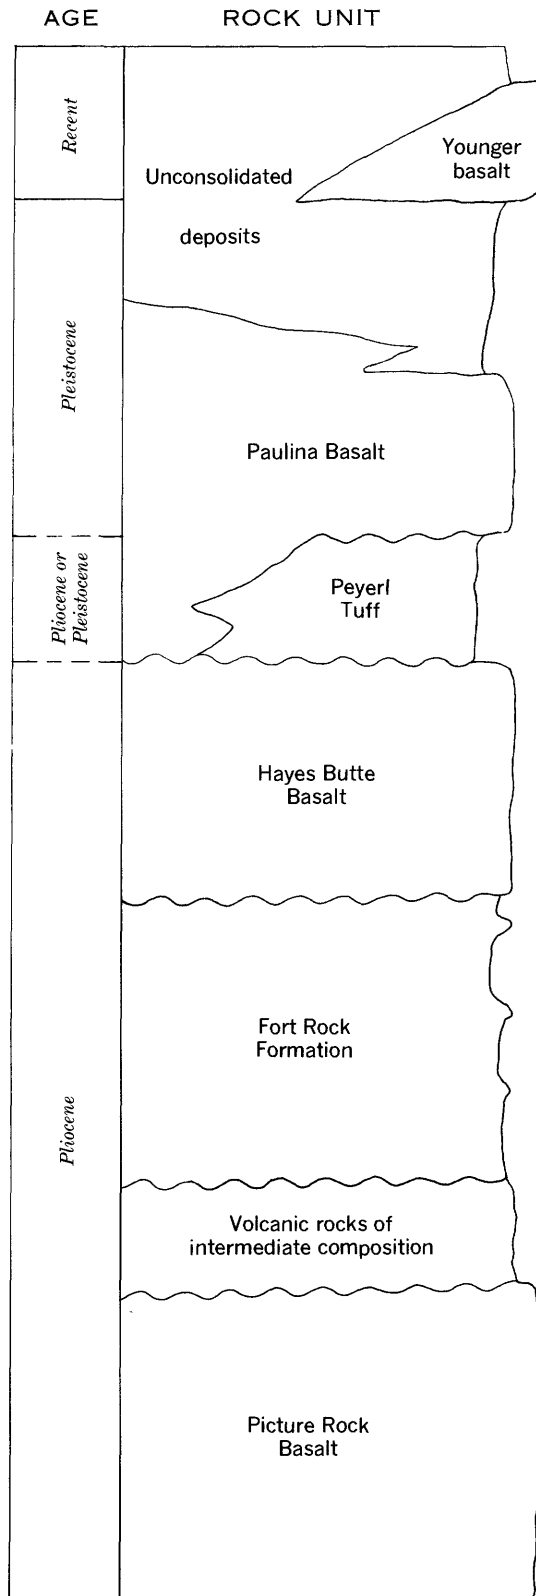 AGE
ROCK UNIT
Recent
Younger
basalt
Unconsolidated
deposits
Pleistocene
Paulina Basalt
Pliocene or
Pleistocene
Peyerl
Tuff
Hayes Butte
Basalt
Fort Rock
Formation
Pliocene
Volcanic rocks of
intermediate composition
Picture Rock
Basalt